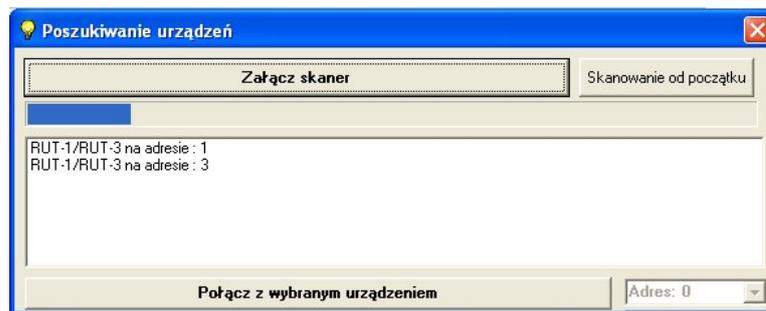 Poszukiwanie urządzeń
Załącz skaner
Skanowanie od początku
RUT-1/RUT-3 na adresie : 1
RUT-1/RUT-3 na adresie : 3
Połącz z wybranym urządzeniem
Adres: 0